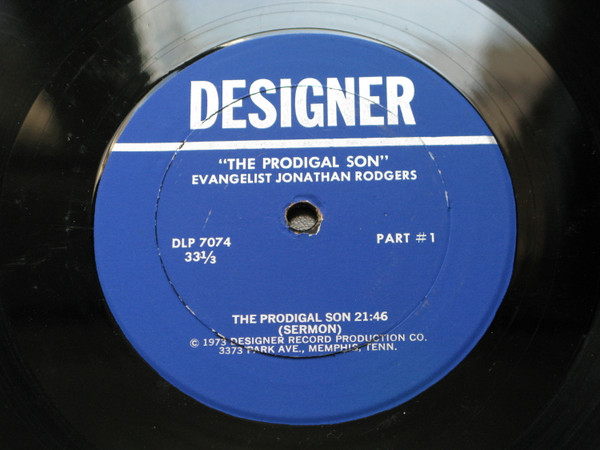 DESIGNER
"THE PRODIGAL SON"
EVANGELIST JONATHAN RODGERS
DLP 7074
33⅓
PART #1
THE PRODIGAL SON 21:46
(SERMON)
© 1973 DESIGNER RECORD PRODUCTION CO.
3373 PARK AVE., MEMPHIS, TENN.